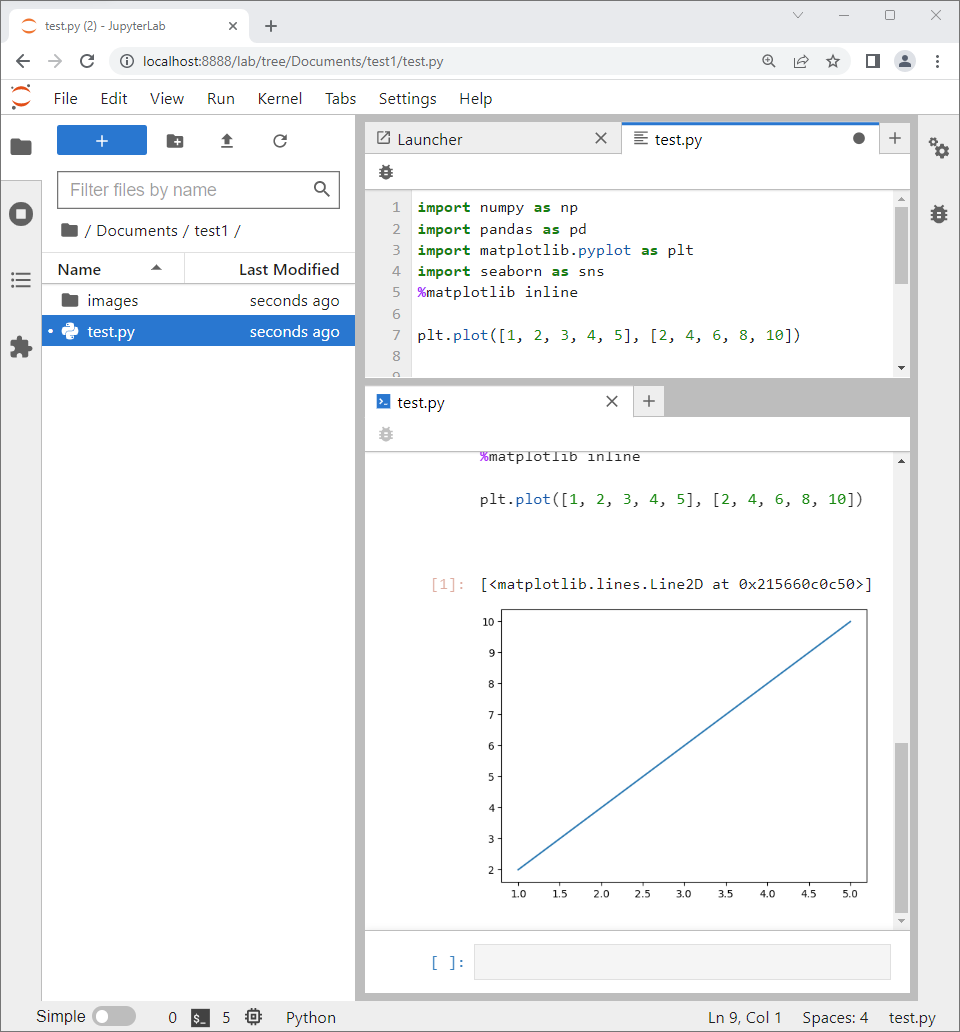 test.py (2) - JupyterLab
localhost:8888/lab/tree/Documents/test1/test.py
File Edit View Run Kernel Tabs Settings Help
Filter files by name
/ Documents / test1 /
Name Last Modified
images seconds ago
test.py seconds ago
Launcher test.py
1 import numpy as np
2 import pandas as pd
3 import matplotlib.pyplot as plt
4 import seaborn as sns
5 %matplotlib inline
6
7 plt.plot([1, 2, 3, 4, 5], [2, 4, 6, 8, 10])
8
9
test.py
%matplotlib inline
plt.plot([1, 2, 3, 4, 5], [2, 4, 6, 8, 10])
[1]: [<matplotlib.lines.Line2D at 0x215660c0c50>]
10
9
8
7
6
5
4
3
2
1.0 1.5 2.0 2.5 3.0 3.5 4.0 4.5 5.0
[ ]:
Simple 0 $_ 5 Python Ln 9, Col 1 Spaces: 4 test.py